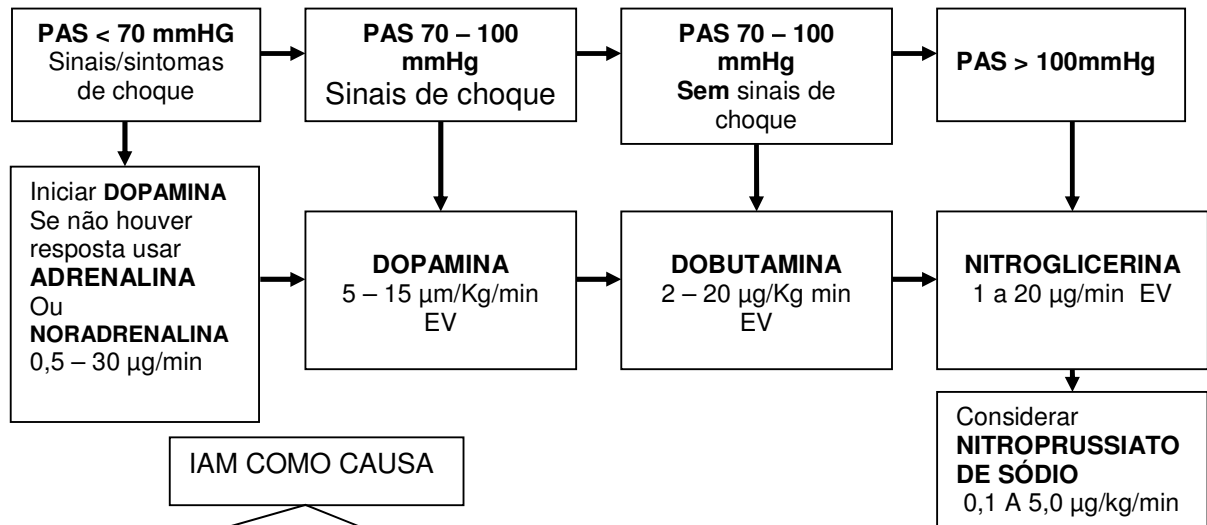 PAS < 70 mmHG
Sinais/sintomas
de choque
PAS 70 – 100
mmHg
Sinais de choque
PAS 70 – 100
mmHg
Sem sinais de
choque
PAS > 100mmHg
Iniciar DOPAMINA
Se não houver
resposta usar
ADRENALINA
Ou
NORADRENALINA
0,5 – 30 µg/min
DOPAMINA
5 – 15 µm/Kg/min
EV
DOBUTAMINA
2 – 20 µg/Kg min
EV
NITROGLICERINA
1 a 20 µg/min EV
Considerar
NITROPRUSSIATO
DE SÓDIO
0,1 A 5,0 µg/kg/min
IAM COMO CAUSA